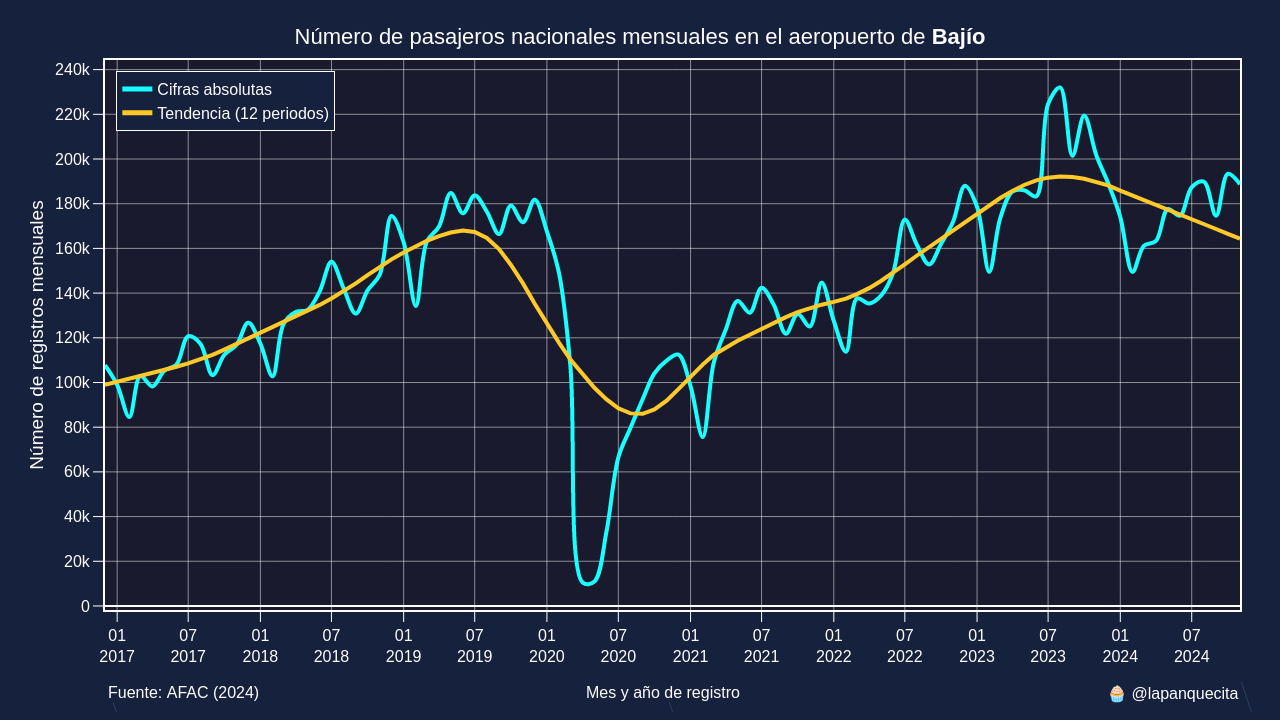 Número de pasajeros nacionales mensuales en el aeropuerto de Bajío
Cifras absolutas
Tendencia (12 periodos)
Número de registros mensuales
240k
220k
200k
180k
160k
140k
120k
100k
80k
60k
40k
20k
0
01 07 01 07 01 07 01 07 01 07 01 07 01 07 01 07
2017 2017 2018 2018 2019 2019 2020 2020 2021 2021 2022 2022 2023 2023 2024 2024
Fuente: AFAC (2024) Mes y año de registro 🧁 @lapanquecita